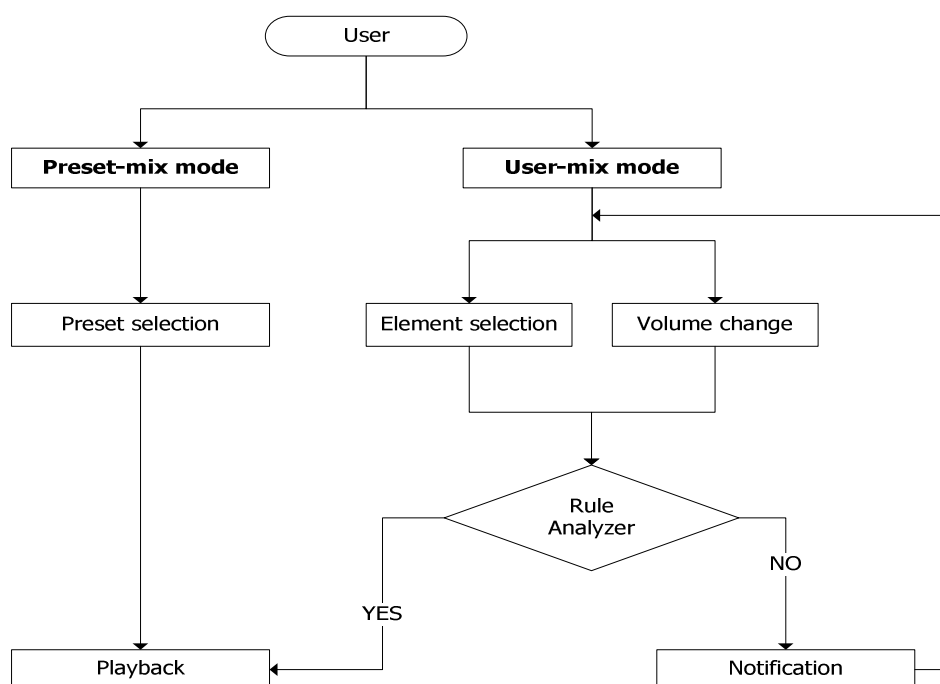 User
Preset-mix mode
User-mix mode
Preset selection
Element selection
Volume change
Rule
Analyzer
NO
YES
Playback
Notification